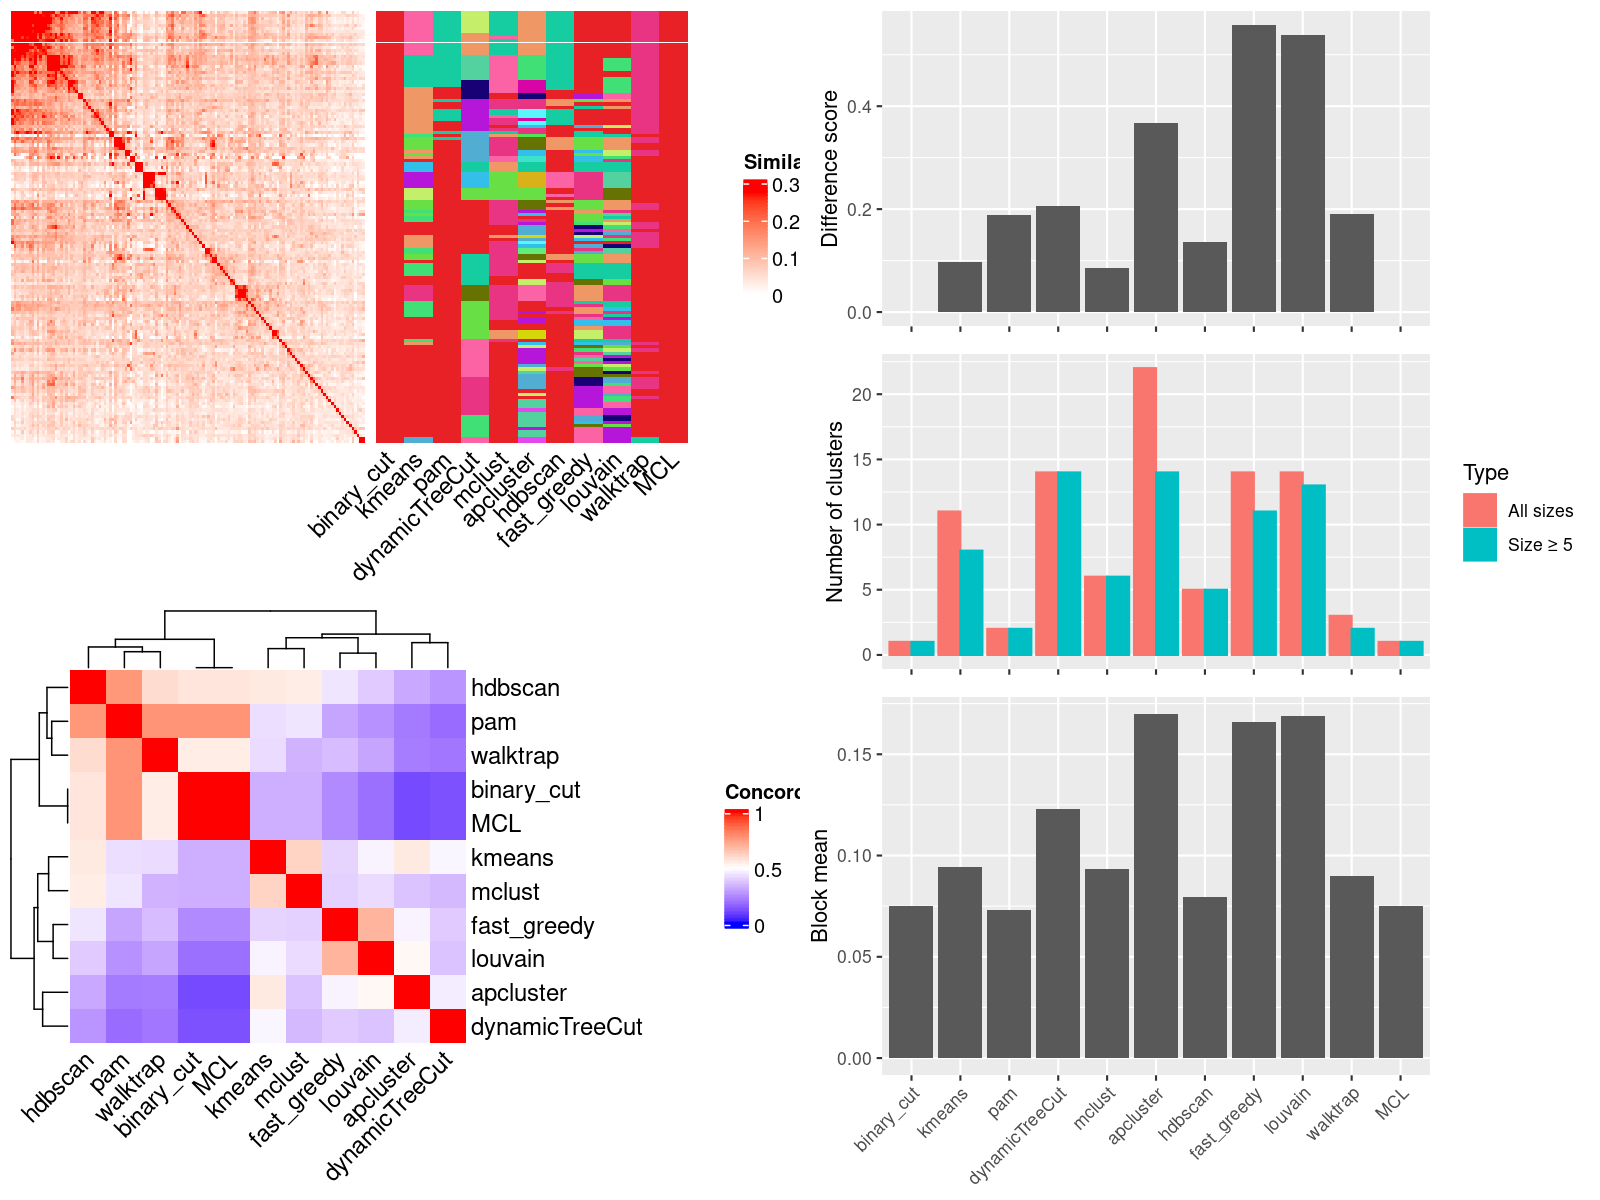 Simila
0.3
0.2
0.1
0
binary_cut
kmeans
pam
dynamicTreeCut
mclust
apcluster
hdbscan
fast_greedy
louvain
walktrap
MCL
hdbscan
pam
walktrap
binary_cut
MCL
kmeans
mclust
fast_greedy
louvain
apcluster
dynamicTreeCut
Concord
1
0.5
0
hdbscan
pam
walktrap
binary_cut
MCL
kmeans
mclust
fast_greedy
louvain
apcluster
dynamicTreeCut
Difference score
0.4
0.2
0.0
Number of clusters
20
15
10
5
0
Type
All sizes
Size ≥ 5
Block mean
0.15
0.10
0.05
0.00
binary_cut
kmeans
pam
dynamicTreeCut
mclust
apcluster
hdbscan
fast_greedy
louvain
walktrap
MCL